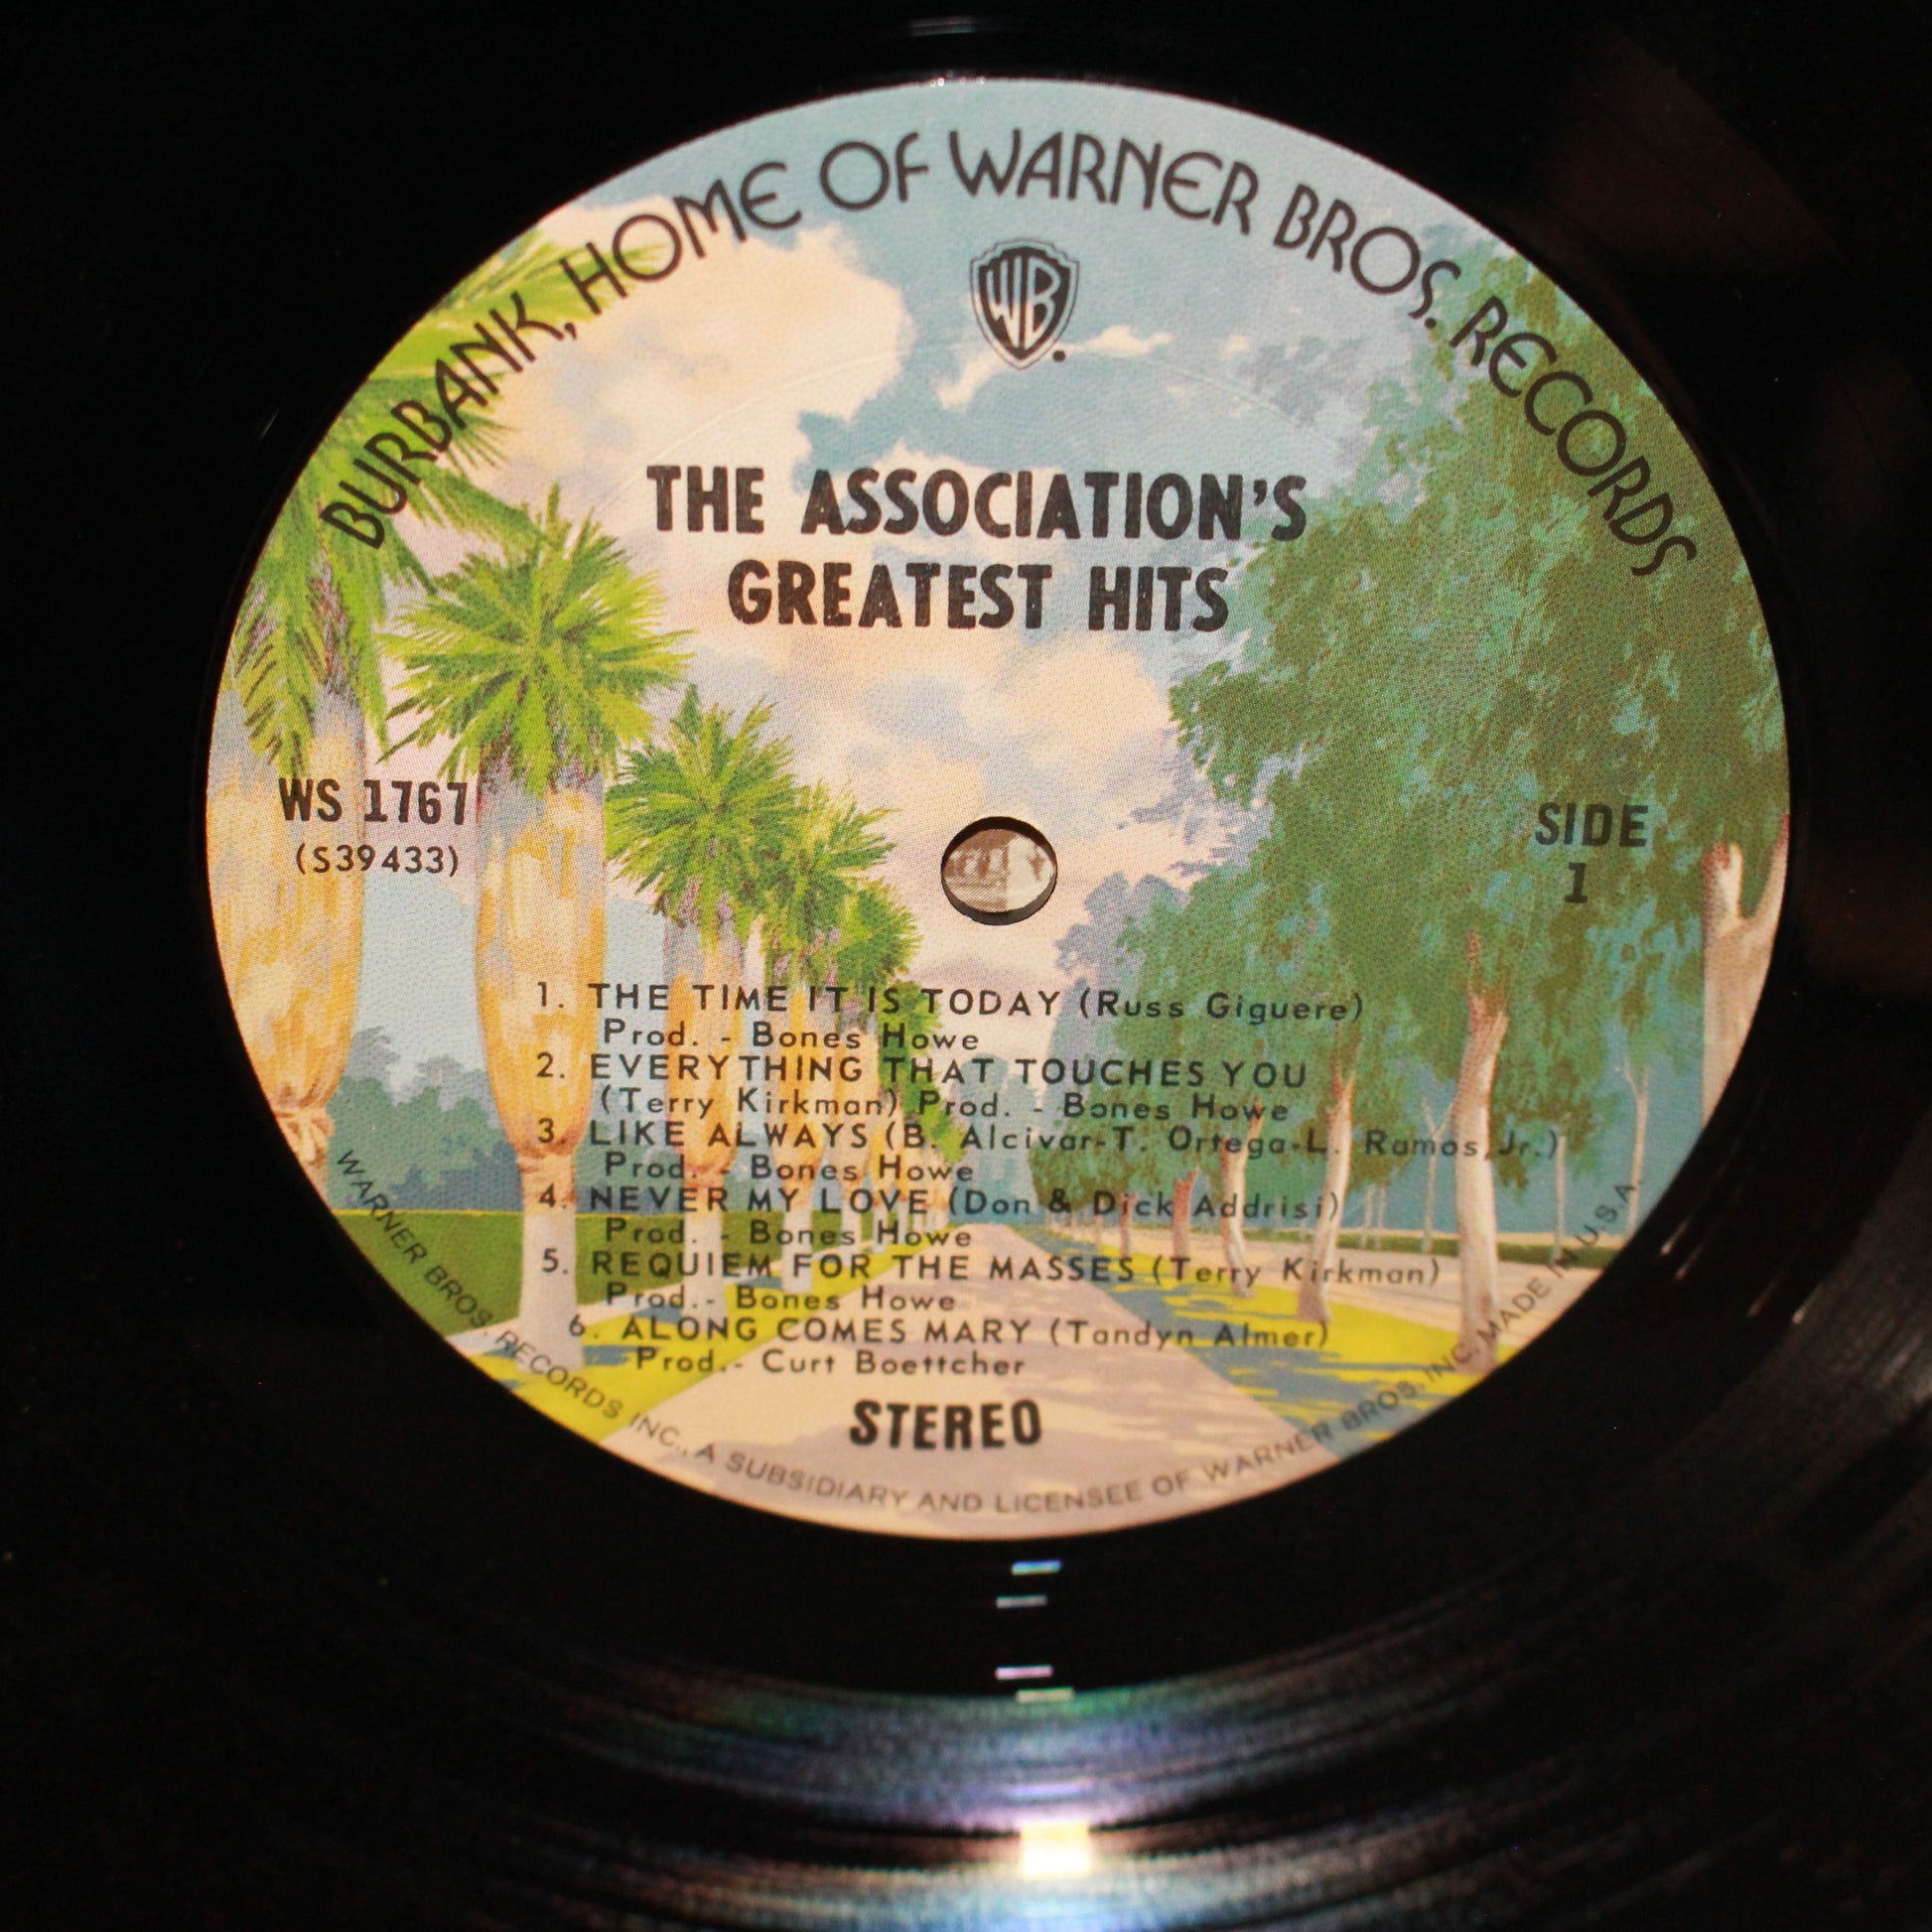 BURBANK, HOME OF WARNER BROS. RECORDS
WB
THE ASSOCIATION'S
GREATEST HITS
WS 1767
(S39433)
SIDE
1
1. THE TIME IT IS TODAY (Russ Giguere)
Prod. - Bones Howe
2. EVERYTHING THAT TOUCHES YOU
(Terry Kirkman) Prod. - Bones Howe
3. LIKE ALWAYS (B. Alcivar-T. Ortega-L. Ramos, Jr.)
Prod. - Bones Howe
4. NEVER MY LOVE (Don & Dick Addrisi)
Prod. - Bones Howe
5. REQUIEM FOR THE MASSES (Terry Kirkman)
Prod.- Bones Howe
6. ALONG COMES MARY (Tandyn Almer)
Prod.- Curt Boettcher
STEREO
WARNER BROS. RECORDS INC., A SUBSIDIARY AND LICENSEE OF WARNER BROS. INC., MADE IN U.S.A.